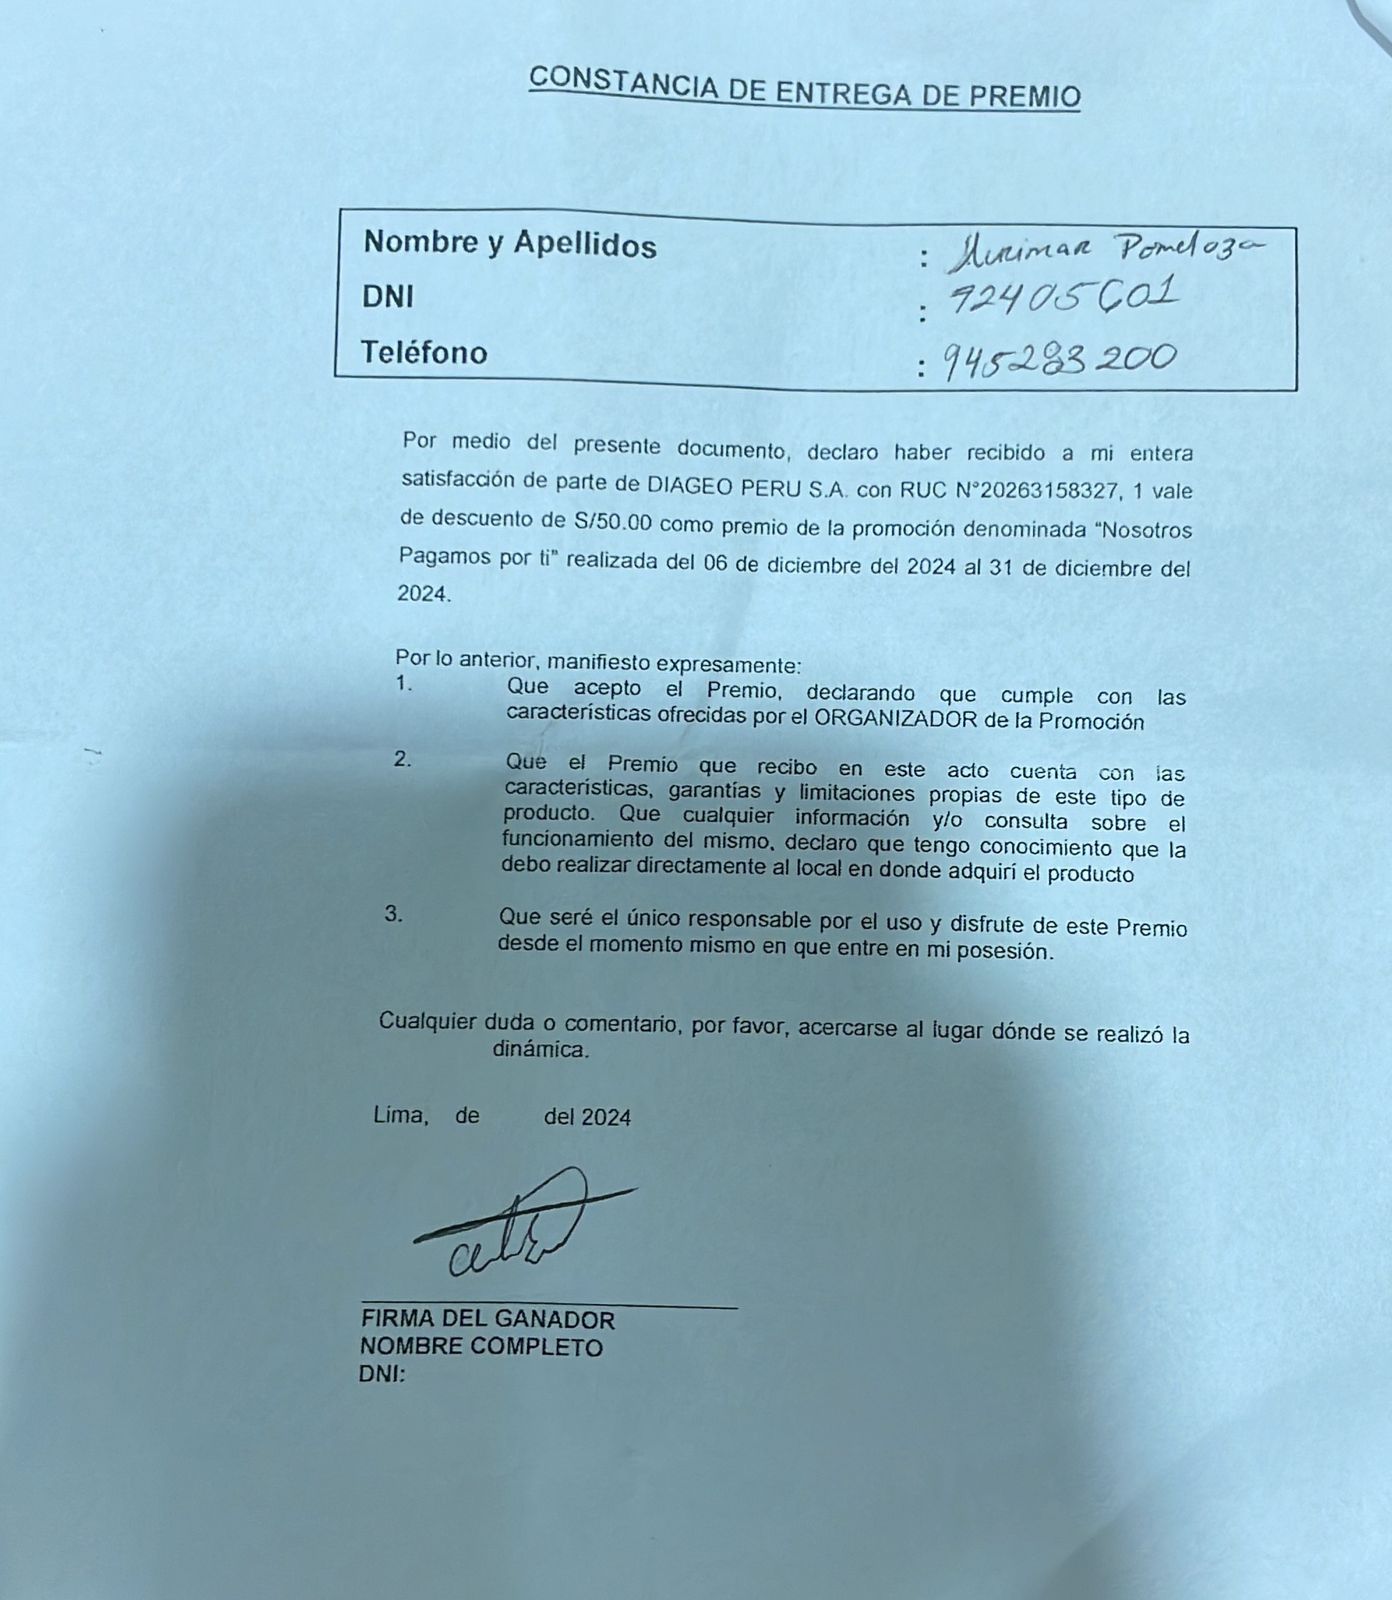 CONSTANCIA DE ENTREGA DE PREMIO
Nombre y Apellidos : Pomeloza
DNI : 72405601
Teléfono : 945283200
Por medio del presente documento, declaro haber recibido a mi entera
satisfacción de parte de DIAGEO PERU S.A. con RUC N°20263158327, 1 vale
de descuento de S/50.00 como premio de la promoción denominada “Nosotros
Pagamos por ti” realizada del 06 de diciembre del 2024 al 31 de diciembre del
2024.
Por lo anterior, manifiesto expresamente:
1. Que acepto el Premio, declarando que cumple con las
características ofrecidas por el ORGANIZADOR de la Promoción
2. Que el Premio que recibo en este acto cuenta con las
características, garantías y limitaciones propias de este tipo de
producto. Que cualquier información y/o consulta sobre el
funcionamiento del mismo, declaro que tengo conocimiento que la
debo realizar directamente al local en donde adquirí el producto
3. Que seré el único responsable por el uso y disfrute de este Premio
desde el momento mismo en que entre en mi posesión.
Cualquier duda o comentario, por favor, acercarse al lugar dónde se realizó la
dinámica.
Lima, de del 2024
FIRMA DEL GANADOR
NOMBRE COMPLETO
DNI: